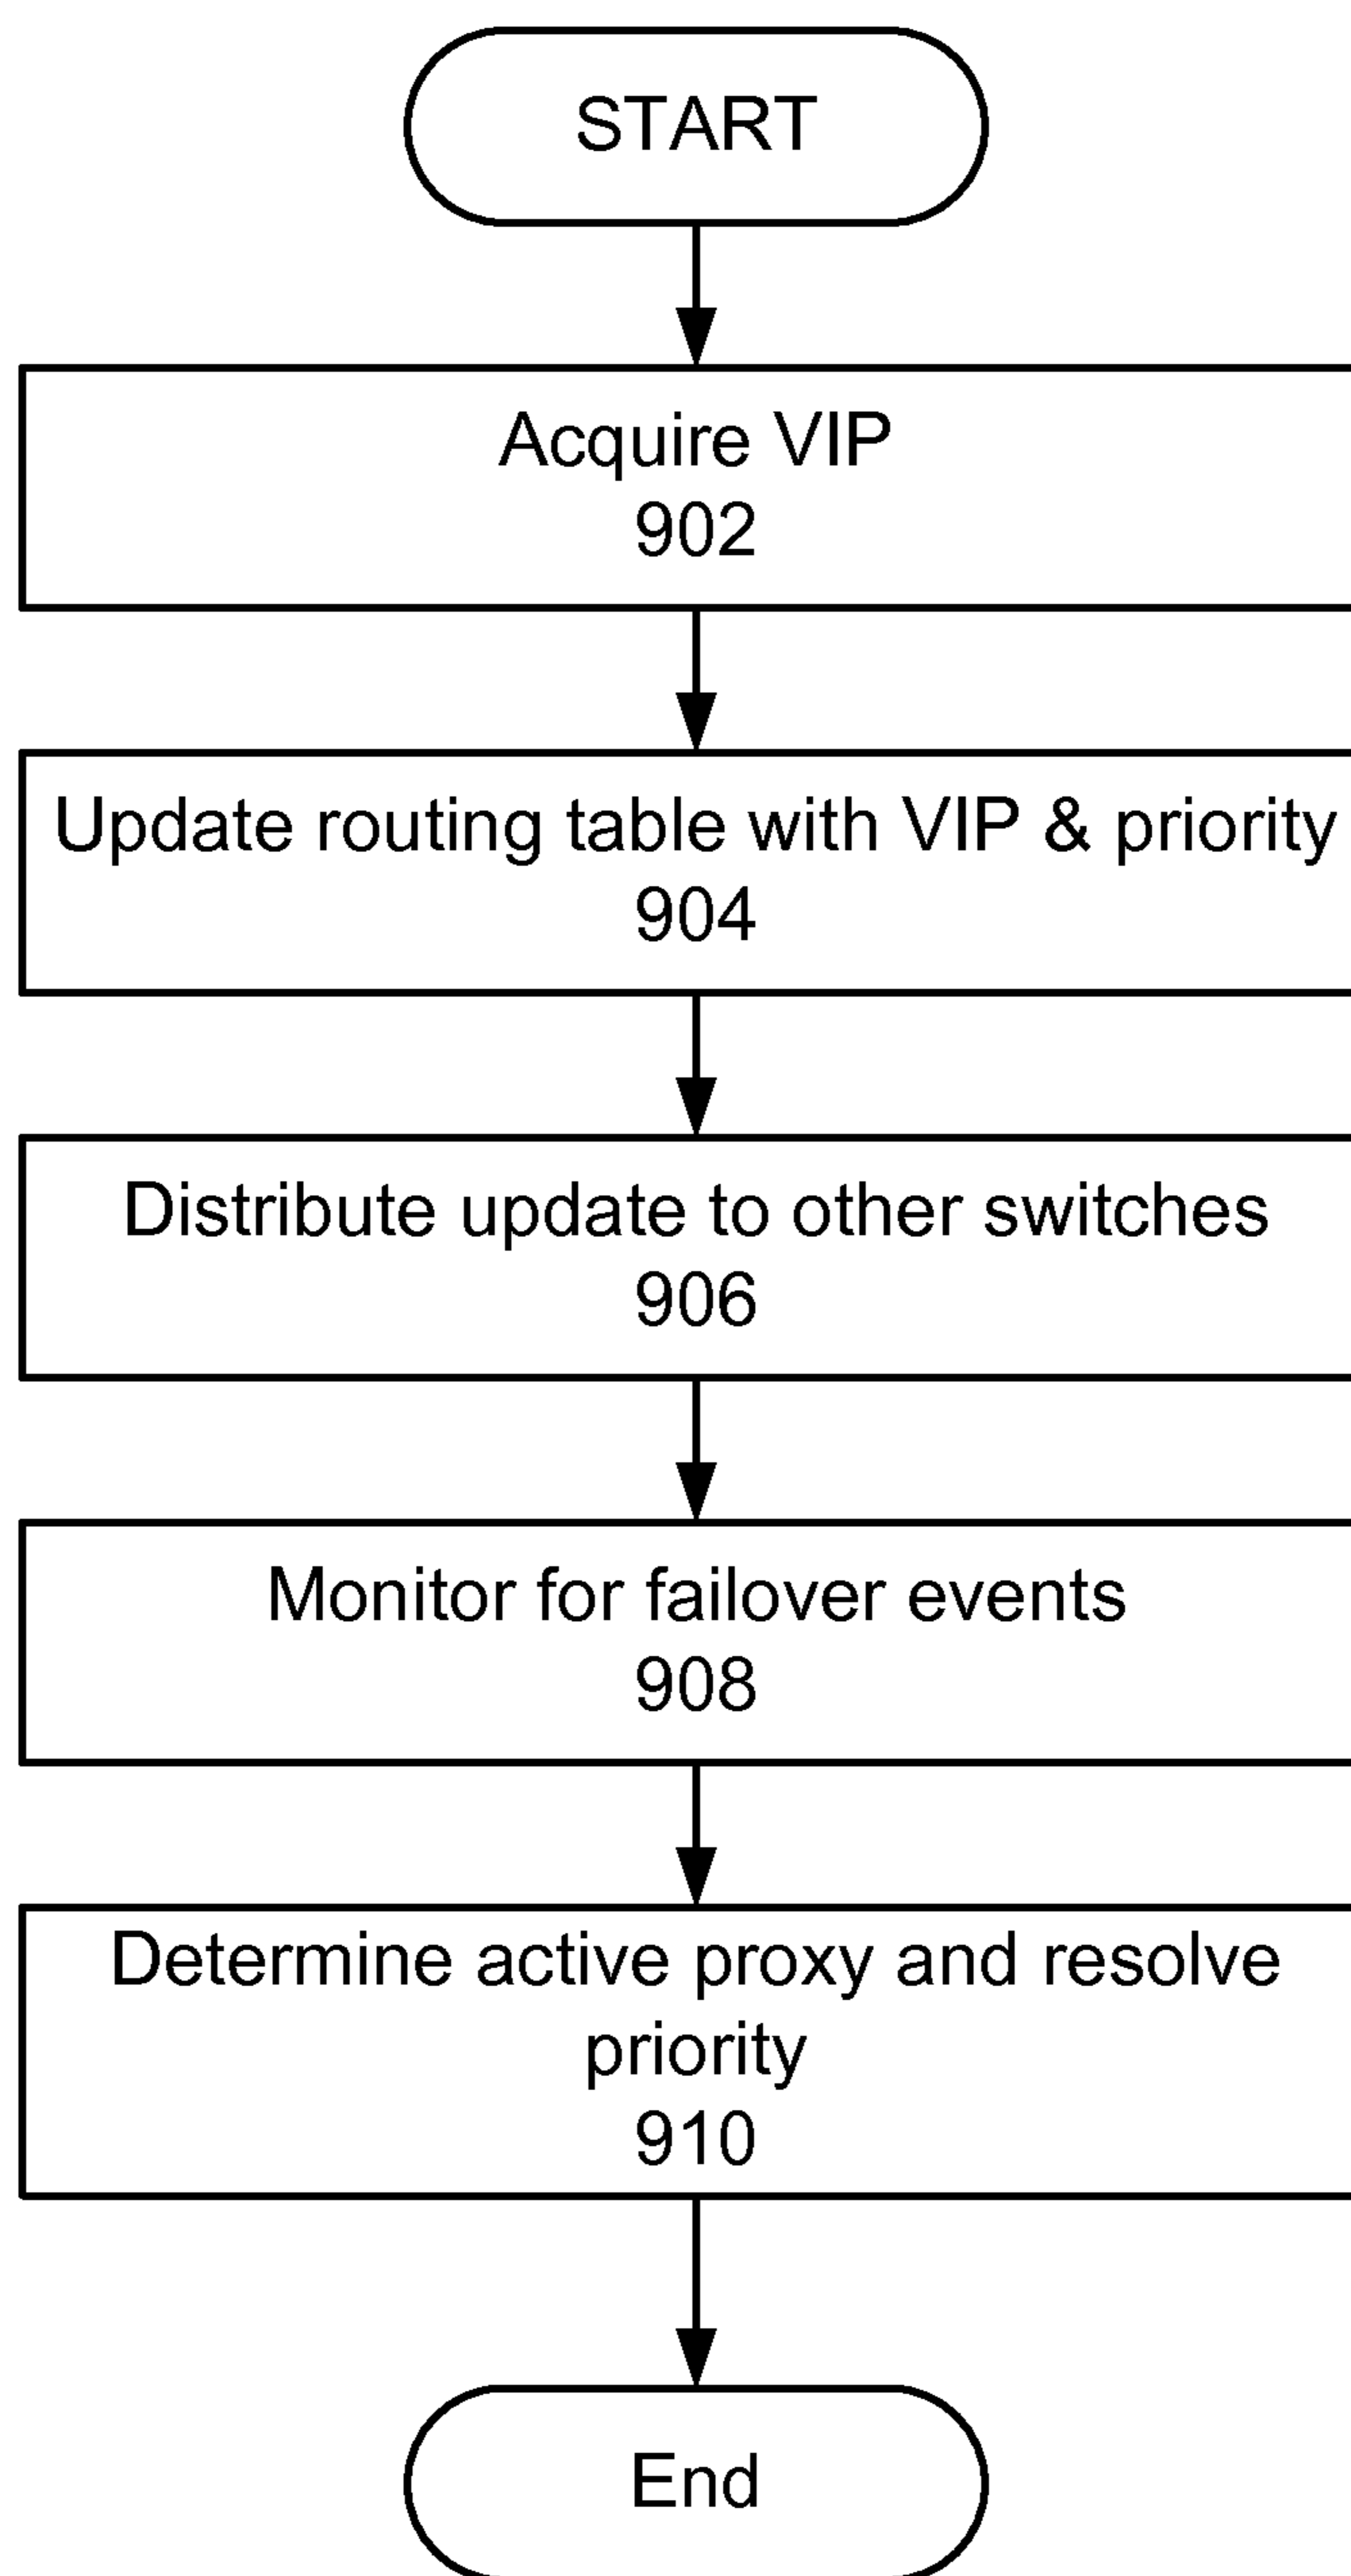 START
Acquire VIP
902
Update routing table with VIP & priority
904
Distribute update to other switches
906
Monitor for failover events
908
Determine active proxy and resolve
priority
910
End